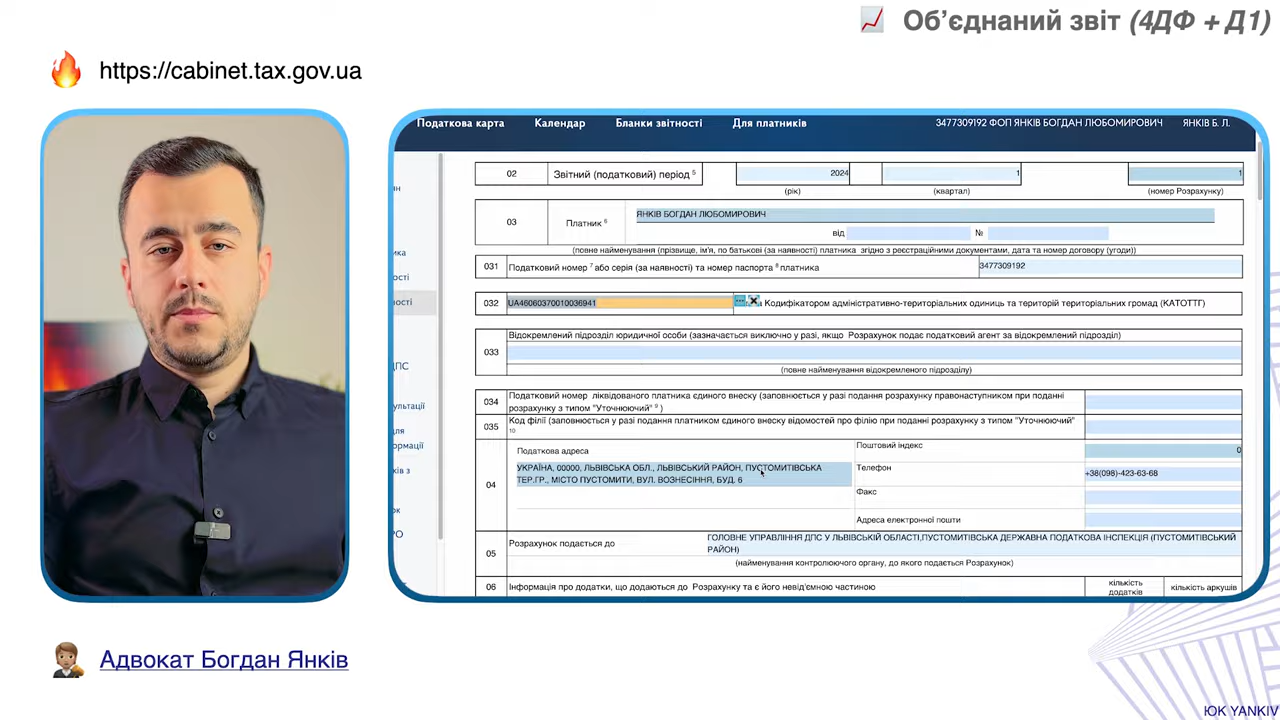 Об’єднаний звіт (4ДФ + Д1)
https://cabinet.tax.gov.ua
Податкова карта Календар Бланки звітності Для платників 3477309192 ФОП ЯНКІВ БОГДАН ЛЮБОМИРОВИЧ ЯНКІВ Б. Л.
02 Звітний (податковий) період 5 2024 1 1
(рік) (квартал) (номер Розрахунку)
03 Платник 6 ЯНКІВ БОГДАН ЛЮБОМИРОВИЧ
від №
(повне найменування (прізвище, ім'я, по батькові (за наявності) платника згідно з реєстраційними документами, дата та номер договору (угоди))
031 Податковий номер 7 або серія (за наявності) та номер паспорта 8 платника 3477309192
032 UA46060370010036941 Кодифікатором адміністративно-територіальних одиниць та територій територіальних громад (КАТОТТГ)
033 Відокремлений підрозділ юридичної особи (зазначається виключно у разі, якщо Розрахунок подає податковий агент за відокремлений підрозділ)
(повне найменування відокремленого підрозділу)
034 Податковий номер ліквідованого платника єдиного внеску (заповнюється у разі подання розрахунку правонаступником при поданні
розрахунку з типом "Уточнюючий" 9 )
035 Код філії (заповнюється у разі подання платником єдиного внеску відомостей про філію при поданні розрахунку з типом "Уточнюючий"
10
04 Податкова адреса
УКРАЇНА, 00000, ЛЬВІВСЬКА ОБЛ., ЛЬВІВСЬКИЙ РАЙОН, ПУСТОМИТІВСЬКА
ТЕР.ГР., МІСТО ПУСТОМИТИ, ВУЛ. ВОЗНЕСІННЯ, БУД. 6
Поштовий індекс 0
Телефон +38(098)-423-63-68
Факс
Адреса електронної пошти
05 Розрахунок подається до ГОЛОВНЕ УПРАВЛІННЯ ДПС У ЛЬВІВСЬКІЙ ОБЛАСТІ,ПУСТОМИТІВСЬКА ДЕРЖАВНА ПОДАТКОВА ІНСПЕКЦІЯ (ПУСТОМИТІВСЬКИЙ
РАЙОН)
(найменування контролюючого органу, до якого подається Розрахунок)
06 Інформація про додатки, що додаються до Розрахунку та є його невід'ємною частиною кількість додатків кількість аркушів
Адвокат Богдан Янків
ЮК YANKIV